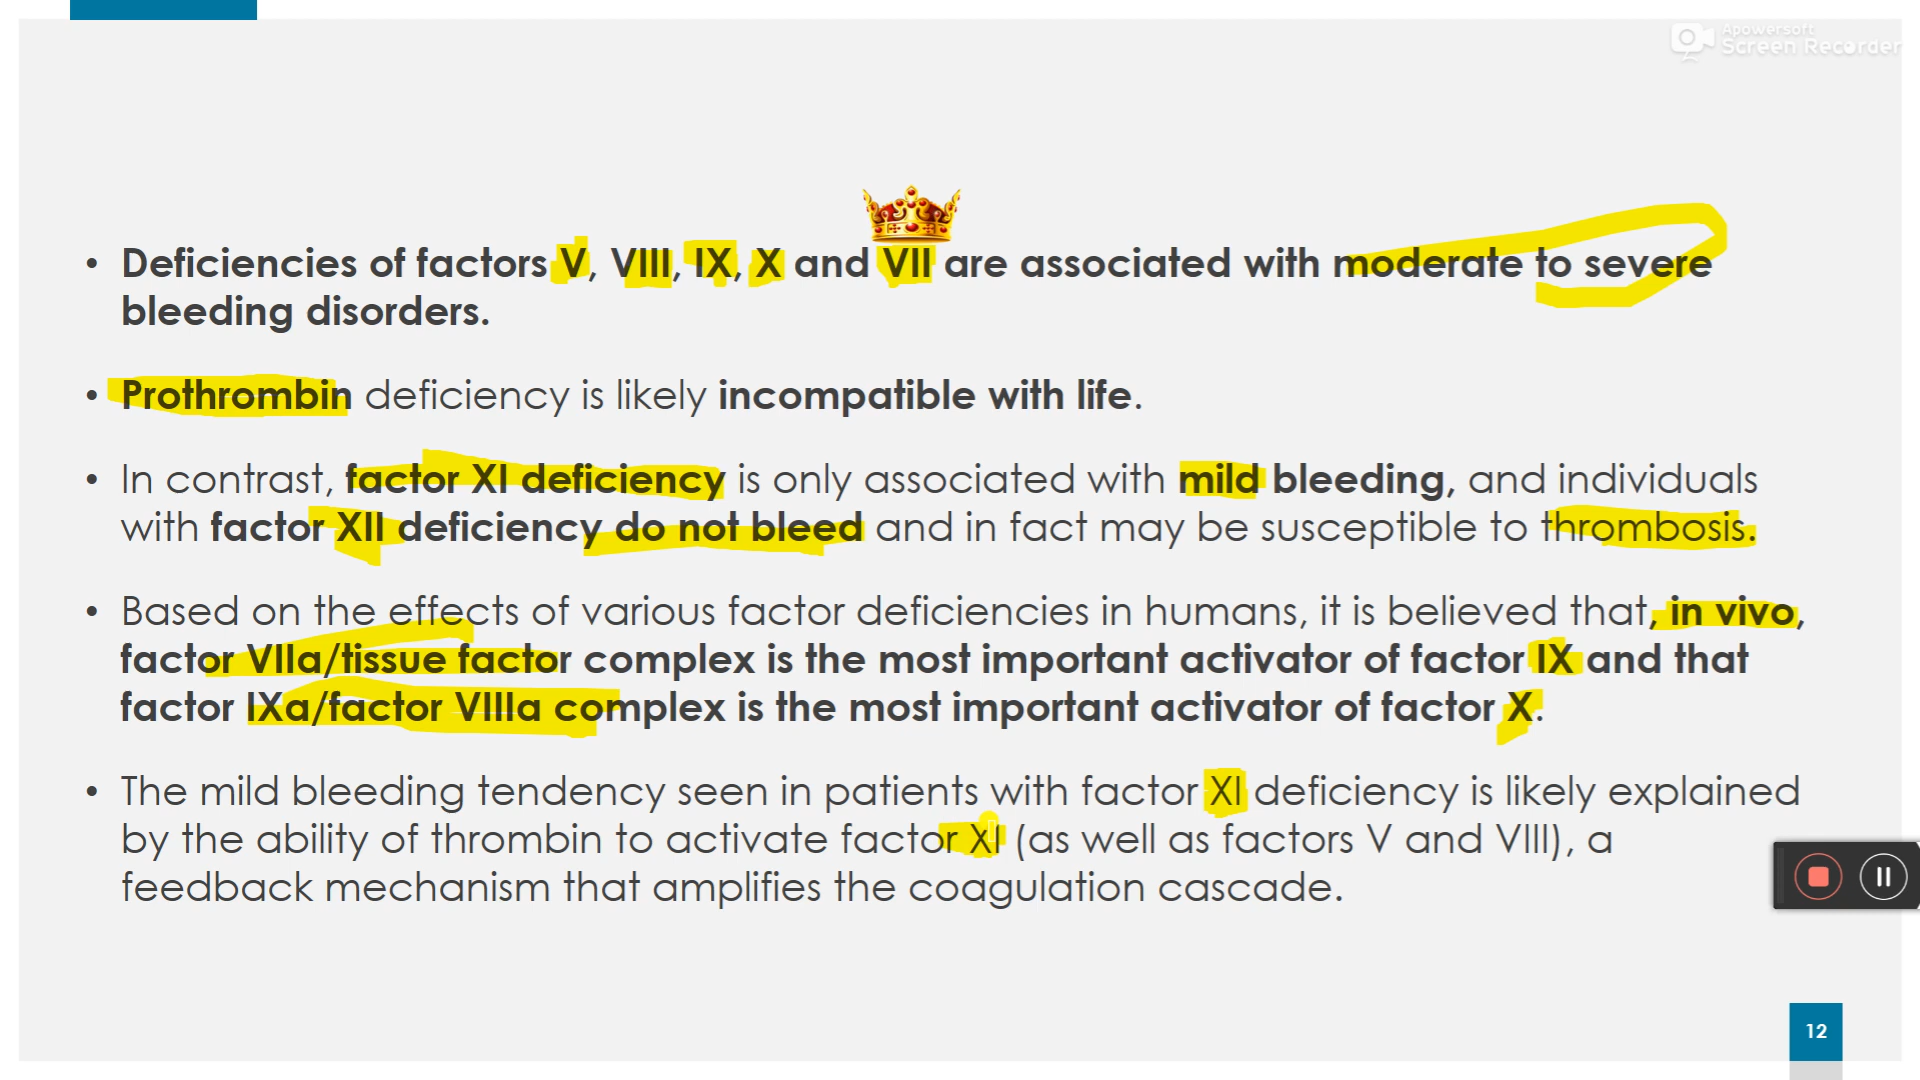 Apowersoft
Screen Recorder
• Deficiencies of factors V, VIII, IX, X and VII are associated with moderate to severe
bleeding disorders.
• Prothrombin deficiency is likely incompatible with life.
• In contrast, factor XI deficiency is only associated with mild bleeding, and individuals
with factor XII deficiency do not bleed and in fact may be susceptible to thrombosis.
• Based on the effects of various factor deficiencies in humans, it is believed that, in vivo,
factor VIIa/tissue factor complex is the most important activator of factor IX and that
factor IXa/factor VIIIa complex is the most important activator of factor X.
• The mild bleeding tendency seen in patients with factor XI deficiency is likely explained
by the ability of thrombin to activate factor XI (as well as factors V and VIII), a
feedback mechanism that amplifies the coagulation cascade.
12